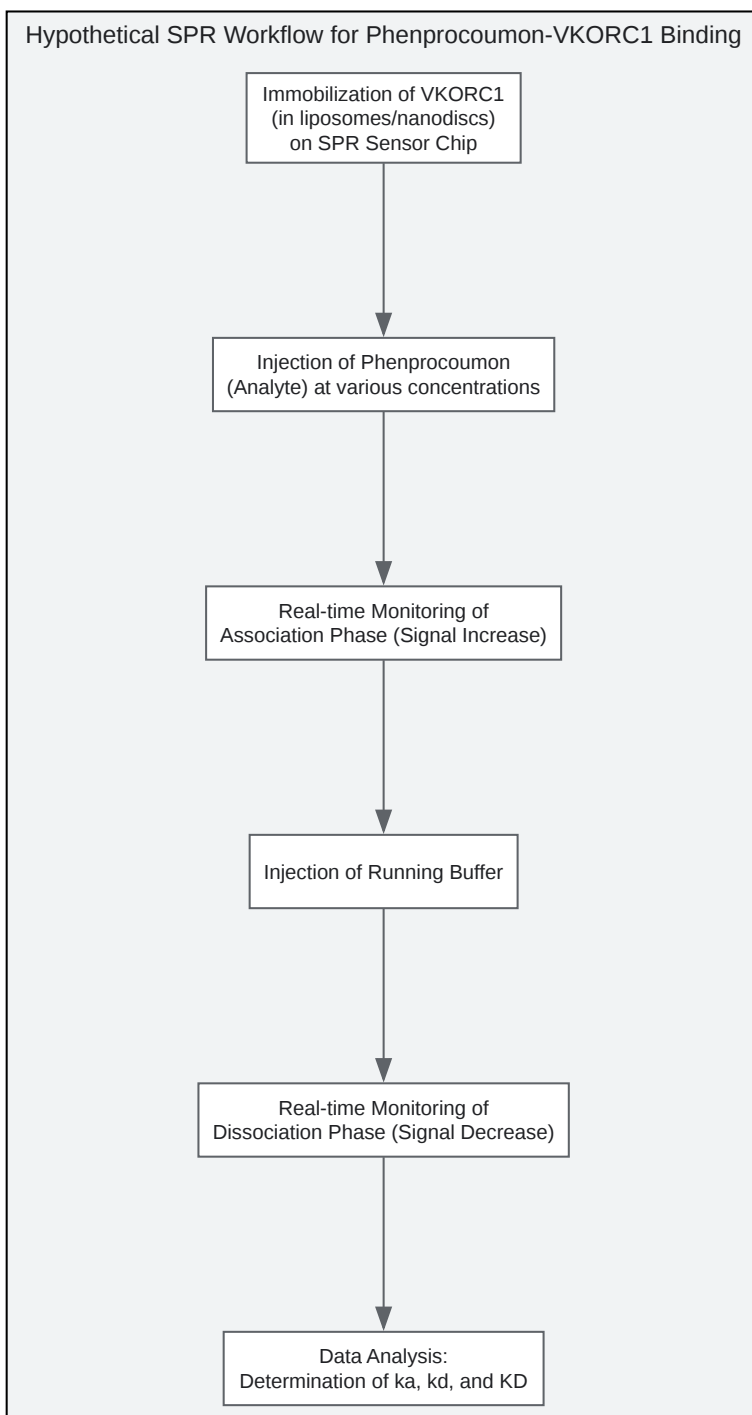 Hypothetical SPR Workflow for Phenprocoumon-VKORC1 Binding
Immobilization of VKORC1
(in liposomes/nanodiscs)
on SPR Sensor Chip
Injection of Phenprocoumon
(Analyte) at various concentrations
Real-time Monitoring of
Association Phase (Signal Increase)
Injection of Running Buffer
Real-time Monitoring of
Dissociation Phase (Signal Decrease)
Data Analysis:
Determination of ka, kd, and KD